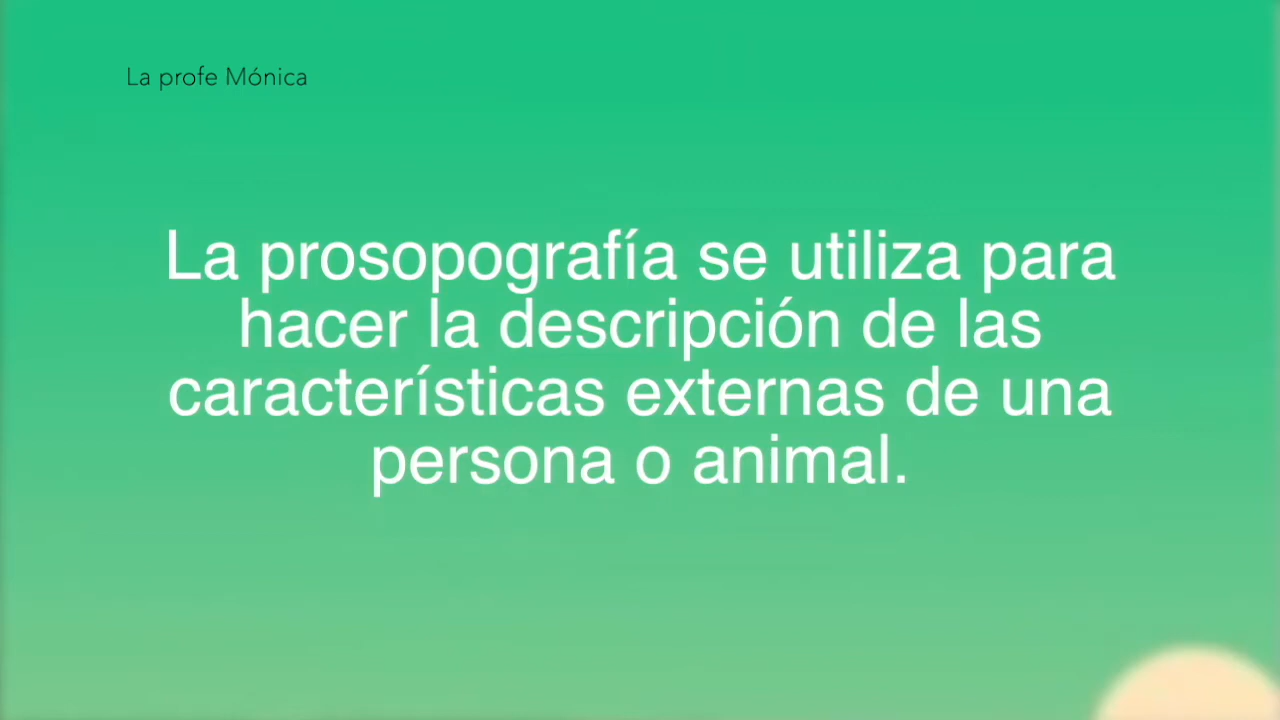 La profe Mónica
La prosopografía se utiliza para
hacer la descripción de las
características externas de una
persona o animal.